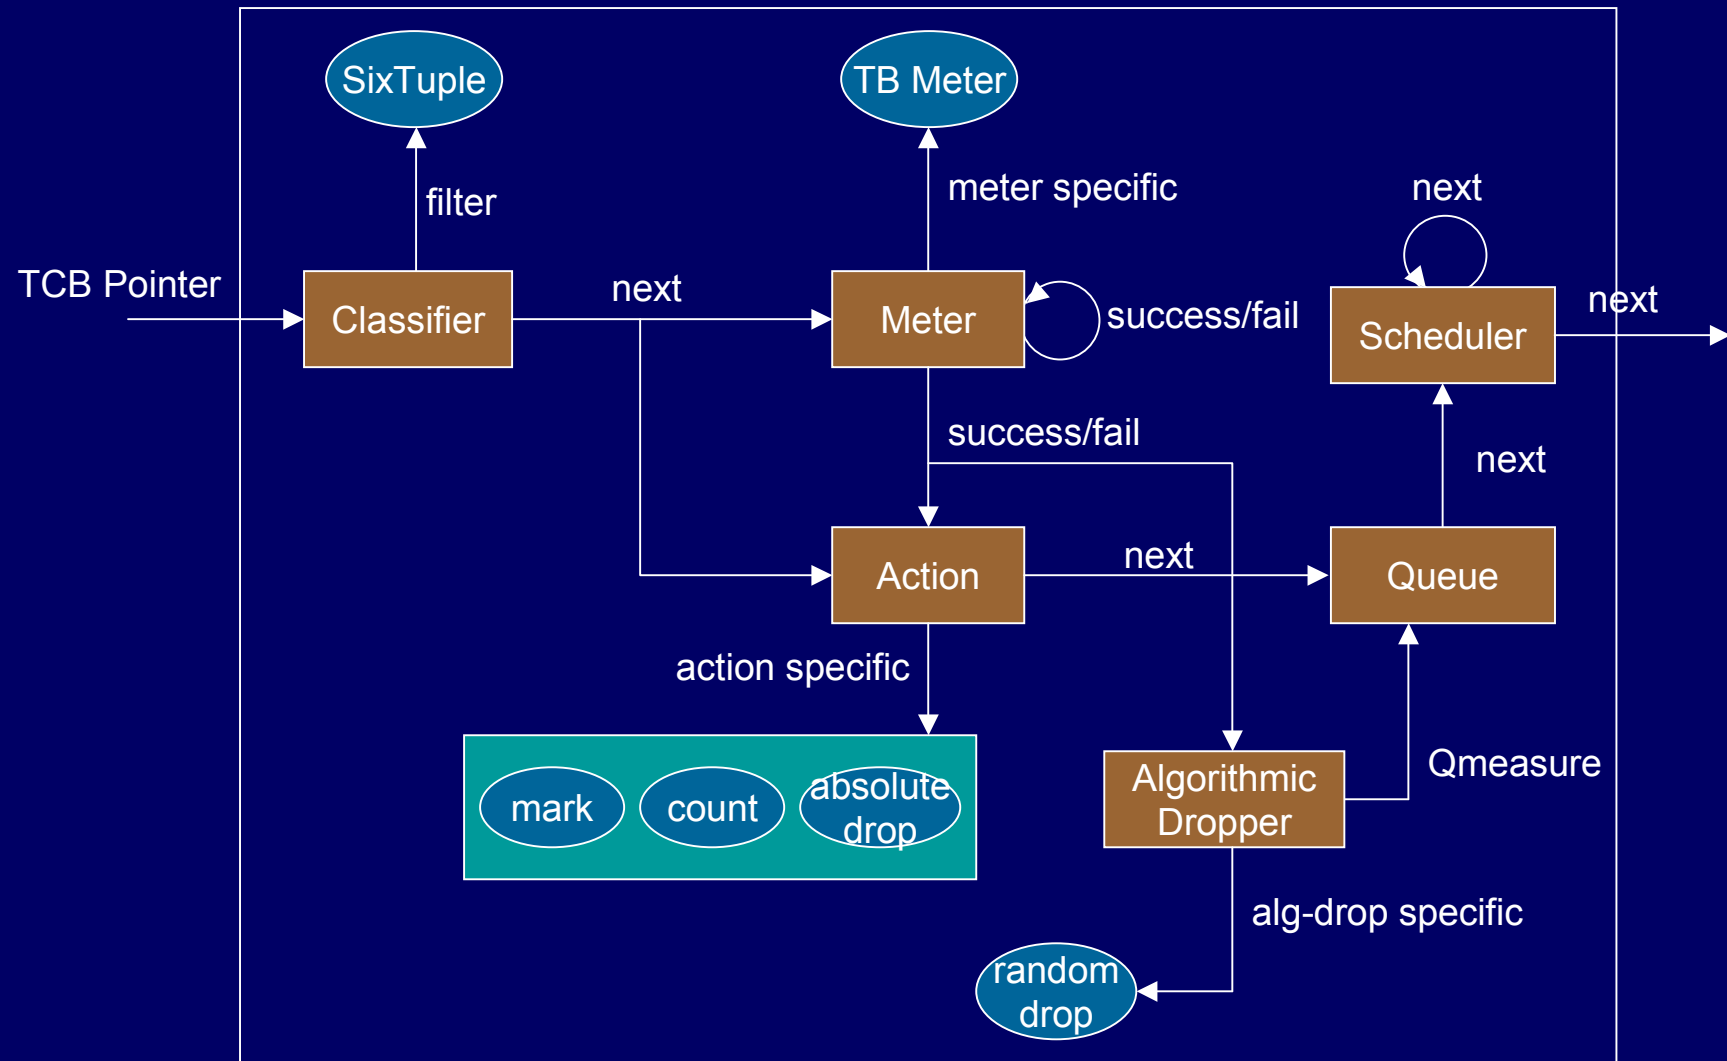 SixTuple
TB Meter
filter
meter specific
next
TCB Pointer
Classifier
next
Meter
success/fail
Scheduler
next
success/fail
next
Action
next
Queue
action specific
mark
count
absolute
drop
Algorithmic
Dropper
Qmeasure
alg-drop specific
random
drop